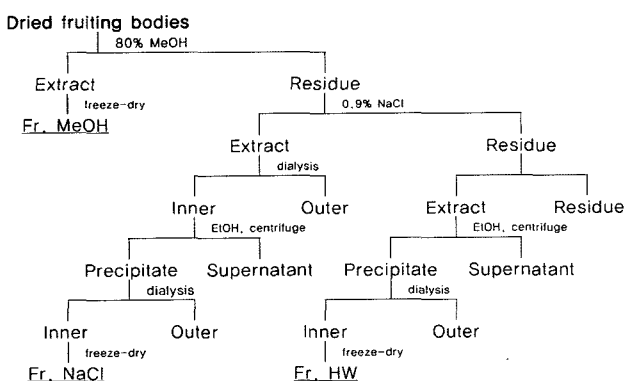 Dried fruiting bodies
80% MeOH
Extract Residue
freeze-dry 0.9% NaCl
Fr. MeOH
Extract Residue
dialysis
Inner Outer Extract Residue
EtOH, centrifuge EtOH, centrifuge
Precipitate Supernatant Precipitate Supernatant
dialysis dialysis
Inner Outer Inner Outer
freeze-dry freeze-dry
Fr. NaCl Fr. HW